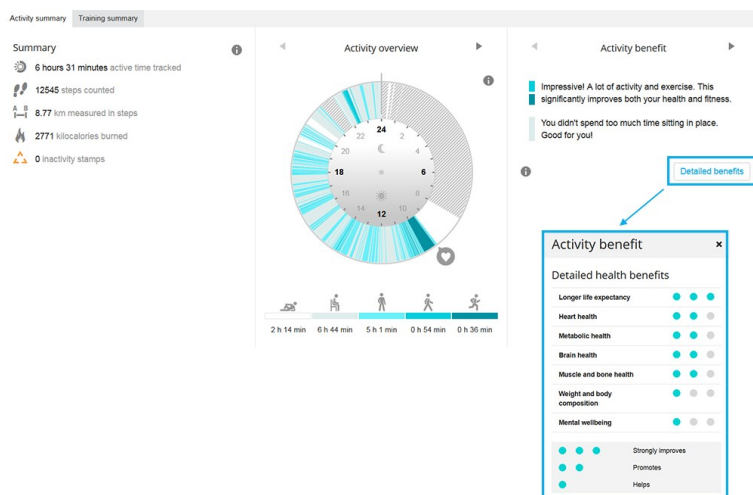 Activity summary
Training summary
Summary
6 hours 31 minutes active time tracked
12545 steps counted
A B
8.77 km measured in steps
2771 kilocalories burned
0 inactivity stamps
Activity overview
24
22
2
20
4
18
6
16
8
14
10
12
2 h 14 min
6 h 44 min
5 h 1 min
0 h 54 min
0 h 36 min
Activity benefit
Impressive! A lot of activity and exercise. This
significantly improves both your health and fitness.
You didn't spend too much time sitting in place.
Good for you!
Detailed benefits
Activity benefit
×
Detailed health benefits
Longer life expectancy
Heart health
Metabolic health
Brain health
Muscle and bone health
Weight and body
composition
Mental wellbeing
Strongly improves
Promotes
Helps